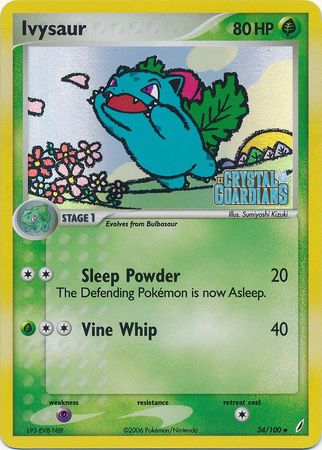 Ivysaur 80 HP
EX
CRYSTAL
GUARDIANS
Illus. Sumiyoshi Kizuki
STAGE 1
Evolves from Bulbasaur
Sleep Powder 20
The Defending Pokémon is now Asleep.
Vine Whip 40
weakness resistance retreat cost
©2006 Pokémon/Nintendo 34/100